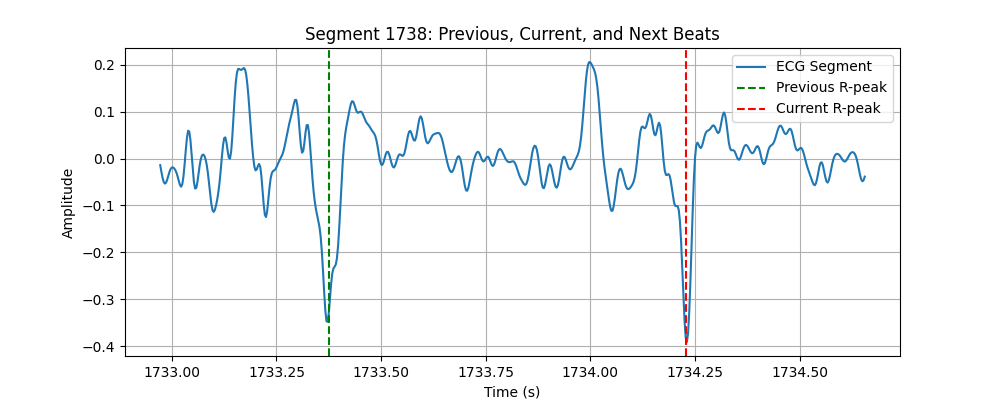 Segment 1738: Previous, Current, and Next Beats
ECG Segment
Previous R-peak
Current R-peak
Amplitude
0.2
0.1
0.0
−0.1
−0.2
−0.3
−0.4
1733.00 1733.25 1733.50 1733.75 1734.00 1734.25 1734.50
Time (s)